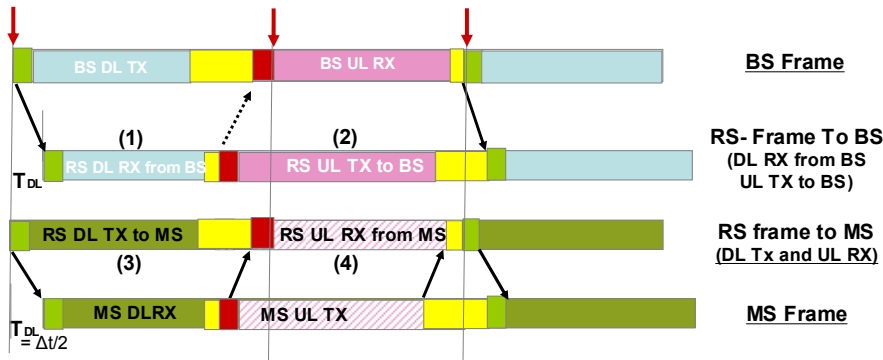 BS DL TX
BS UL RX
BS Frame
(1)
(2)
RS DL RX from BS
RS UL TX to BS
RS- Frame To BS
(DL RX from BS
UL TX to BS)
TDL
RS DL TX to MS
RS UL RX from MS
RS frame to MS
(DL Tx and UL RX)
(3)
(4)
MS DLRX
MS UL TX
MS Frame
TDL
= Δt/2